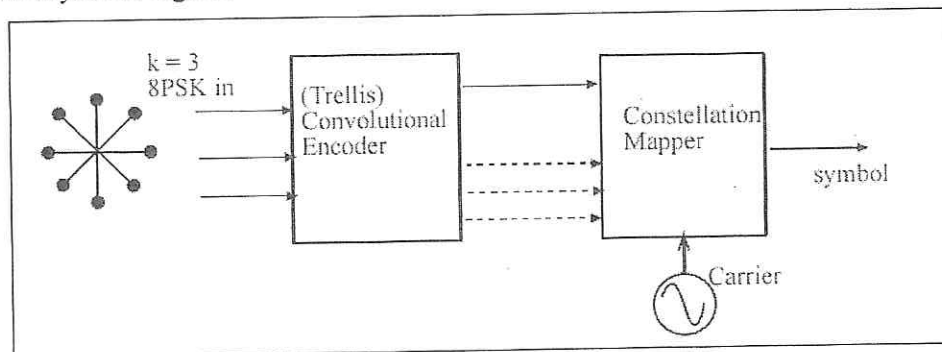 k = 3
8PSK in
(Trellis)
Convolutional
Encoder
Constellation
Mapper
symbol
Carrier